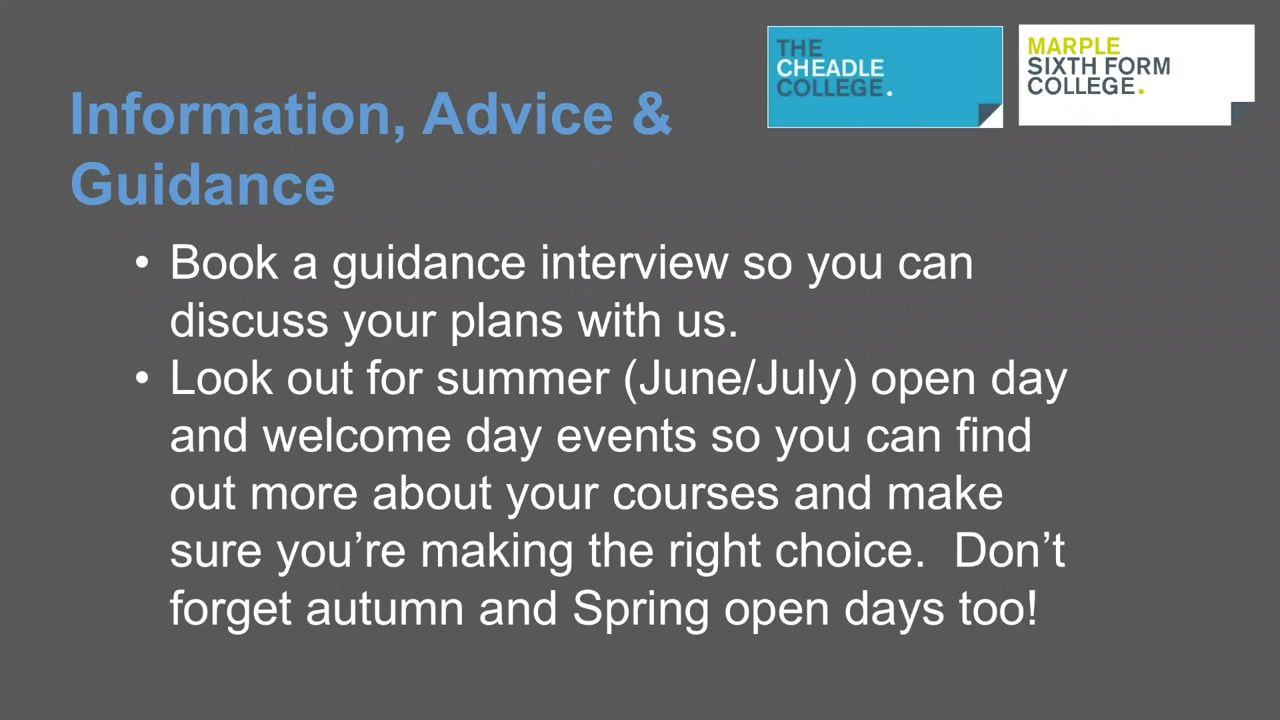 THE
CHEADLE
COLLEGE.
MARPLE
SIXTH FORM
COLLEGE.
Information, Advice &
Guidance
• Book a guidance interview so you can
discuss your plans with us.
• Look out for summer (June/July) open day
and welcome day events so you can find
out more about your courses and make
sure you’re making the right choice.  Don’t
forget autumn and Spring open days too!